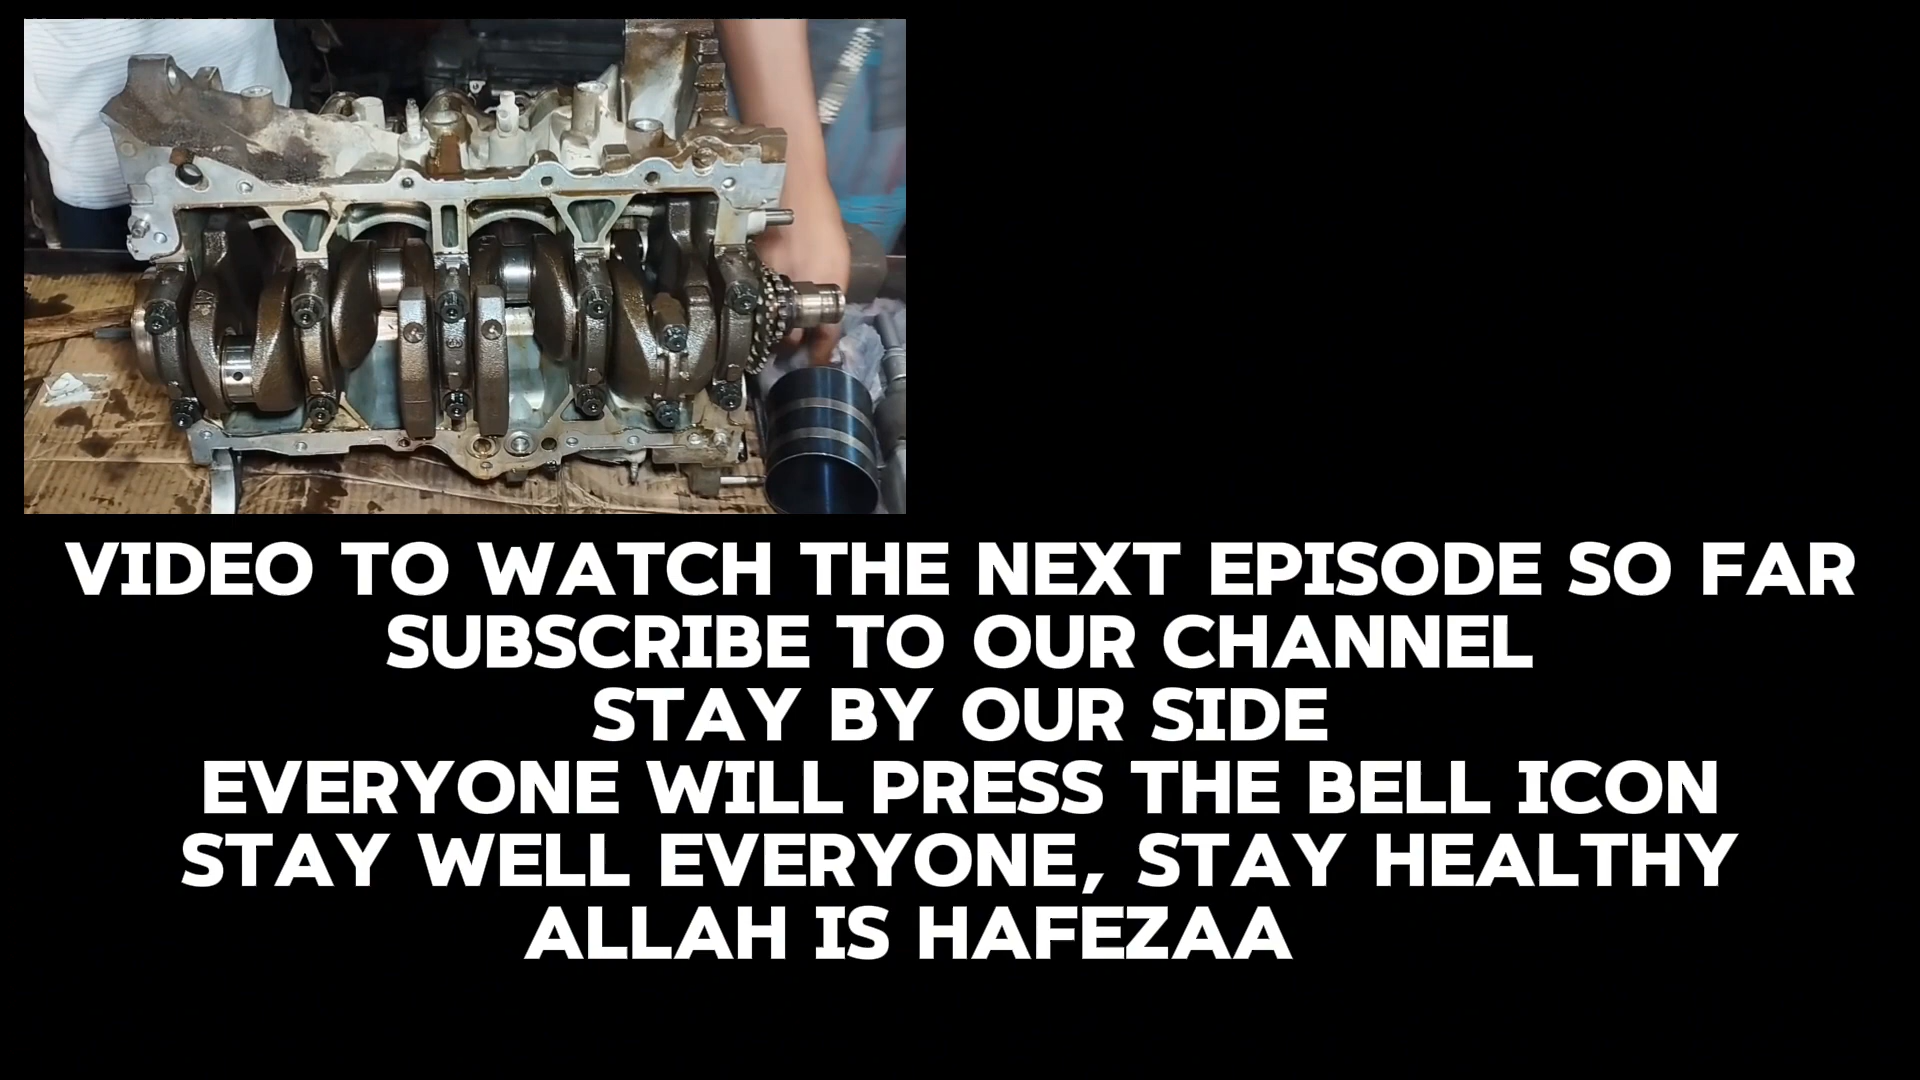 VIDEO TO WATCH THE NEXT EPISODE SO FAR
SUBSCRIBE TO OUR CHANNEL
STAY BY OUR SIDE
EVERYONE WILL PRESS THE BELL ICON
STAY WELL EVERYONE, STAY HEALTHY
ALLAH IS HAFEZAA